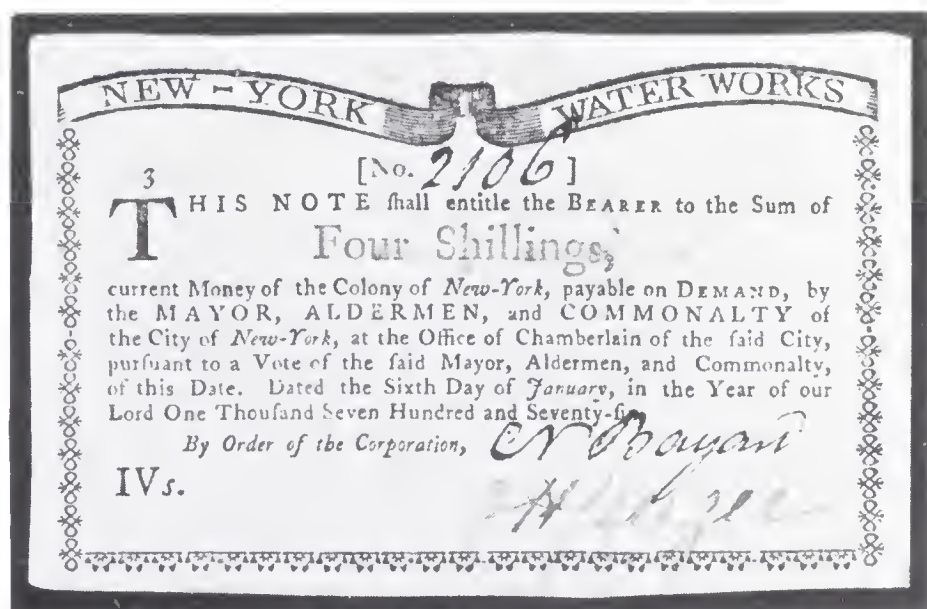 NEW-YORK WATER WORKS
[No. 2106]
3
THIS NOTE ſhall entitle the BEARER to the Sum of
Four Shillings,
current Money of the Colony of New-York, payable on DEMAND, by
the MAYOR, ALDERMEN, and COMMONALTY of
the City of New-York, at the Office of Chamberlain of the ſaid City,
purſuant to a Vote of the ſaid Mayor, Aldermen, and Commonalty,
of this Date. Dated the Sixth Day of January, in the Year of our
Lord One Thouſand Seven Hundred and Seventy-ſix
By Order of the Corporation, N Bayard
IVs.